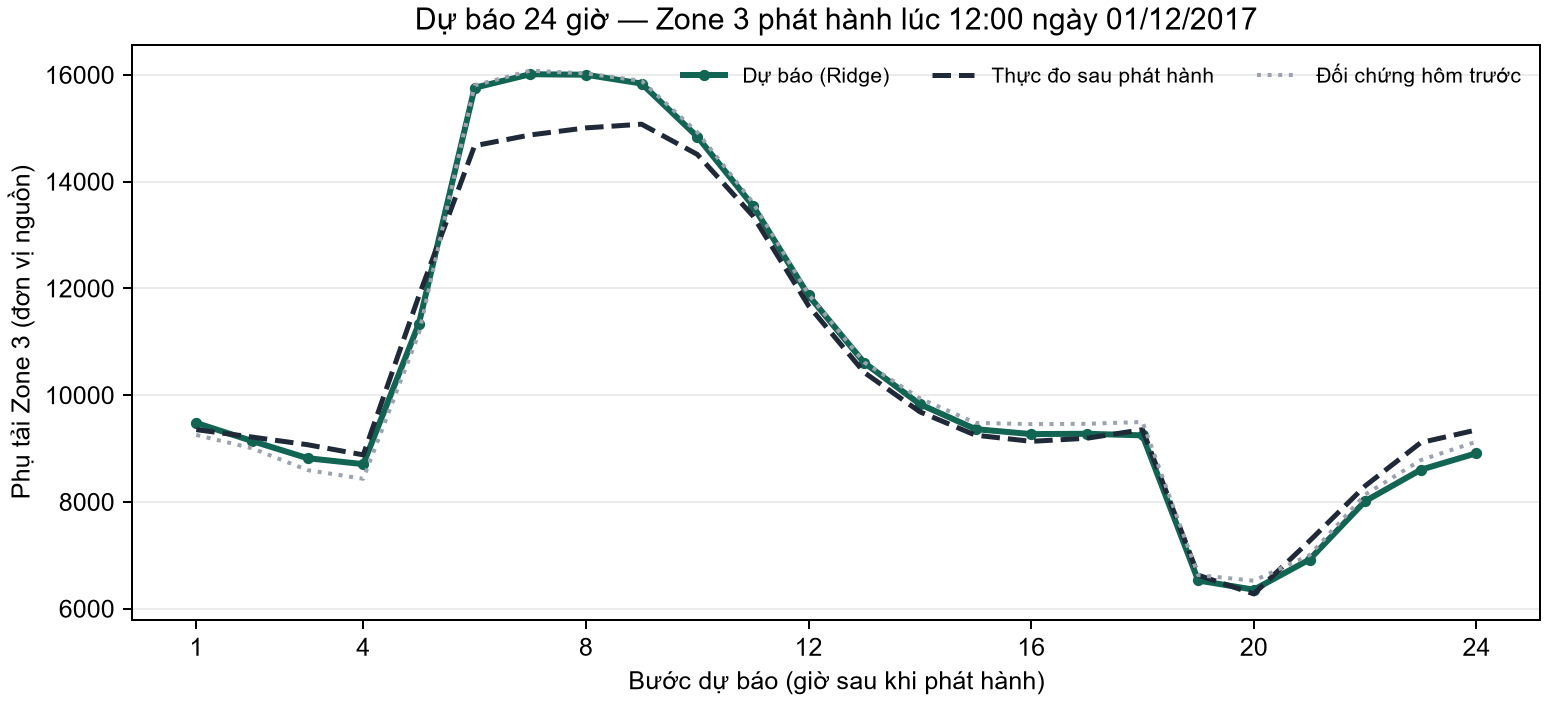 Dự báo 24 giờ — Zone 3 phát hành lúc 12:00 ngày 01/12/2017
Dự báo (Ridge)
Thực đo sau phát hành
Đối chứng hôm trước
Phụ tải Zone 3 (đơn vị nguồn)
16000
14000
12000
10000
8000
6000
1 4 8 12 16 20 24
Bước dự báo (giờ sau khi phát hành)